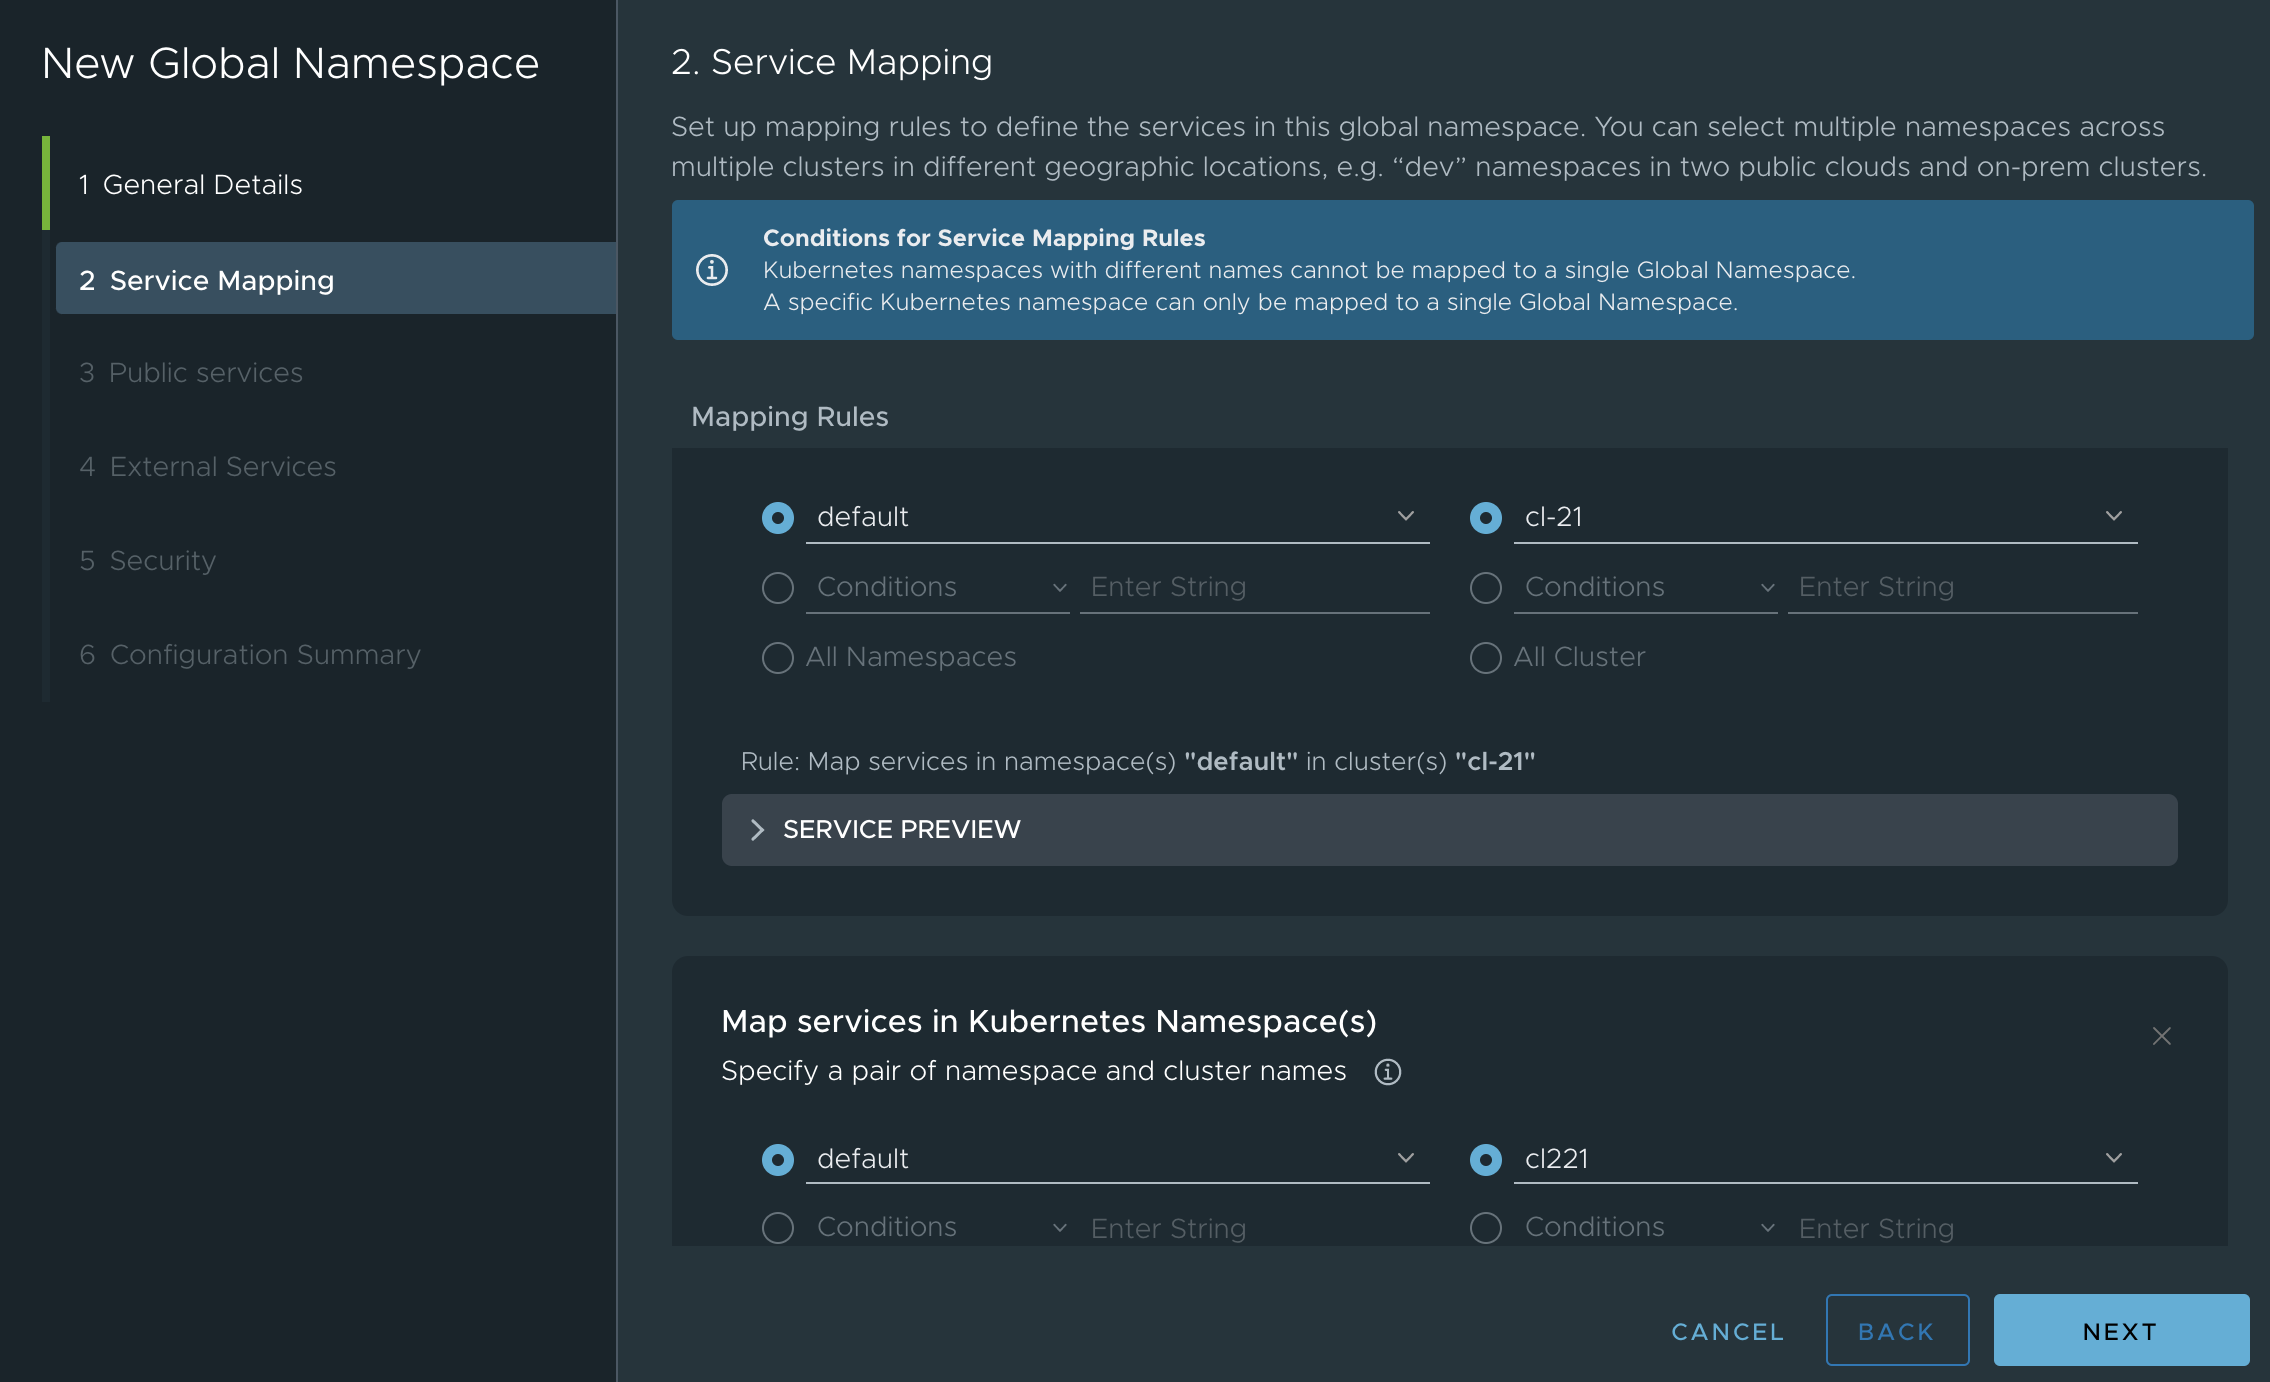 New Global Namespace
1 General Details
2 Service Mapping
3 Public services
4 External Services
5 Security
6 Configuration Summary
2. Service Mapping
Set up mapping rules to define the services in this global namespace. You can select multiple namespaces across
multiple clusters in different geographic locations, e.g. “dev” namespaces in two public clouds and on-prem clusters.
Conditions for Service Mapping Rules
Kubernetes namespaces with different names cannot be mapped to a single Global Namespace.
A specific Kubernetes namespace can only be mapped to a single Global Namespace.
Mapping Rules
default cl-21
Conditions Enter String Conditions Enter String
All Namespaces All Cluster
Rule: Map services in namespace(s) "default" in cluster(s) "cl-21"
SERVICE PREVIEW
Map services in Kubernetes Namespace(s)
Specify a pair of namespace and cluster names
default cl221
Conditions Enter String Conditions Enter String
CANCEL BACK NEXT